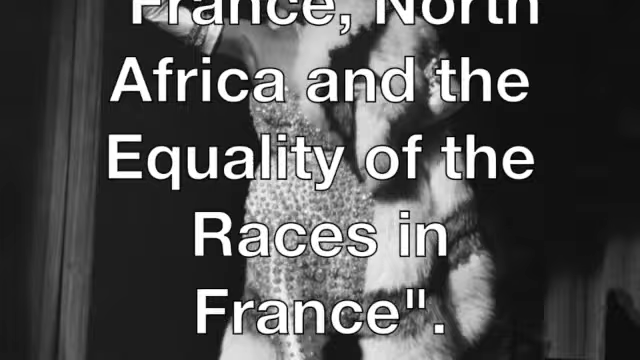 France, North
Africa and the
Equality of the
Races in
France".